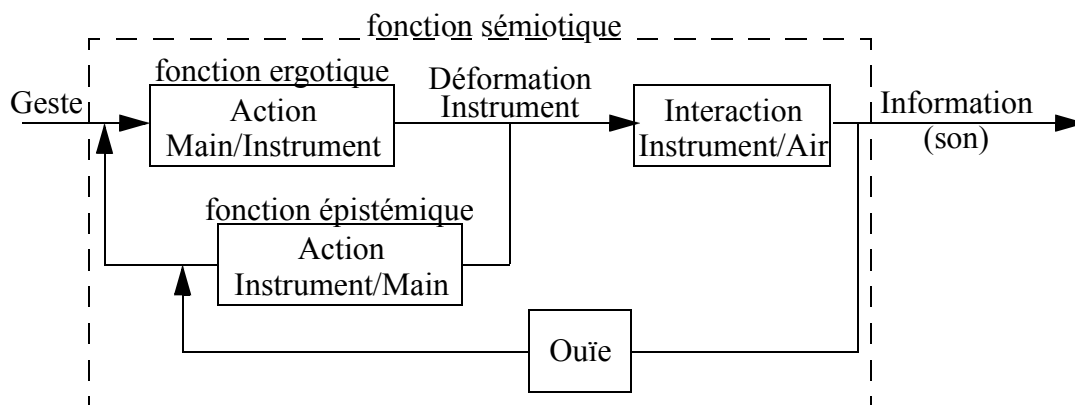 fonction sémiotique
fonction ergotique
Geste
Action
Main/Instrument
Déformation
Instrument
Interaction
Instrument/Air
Information
(son)
fonction épistémique
Action
Instrument/Main
Ouïe